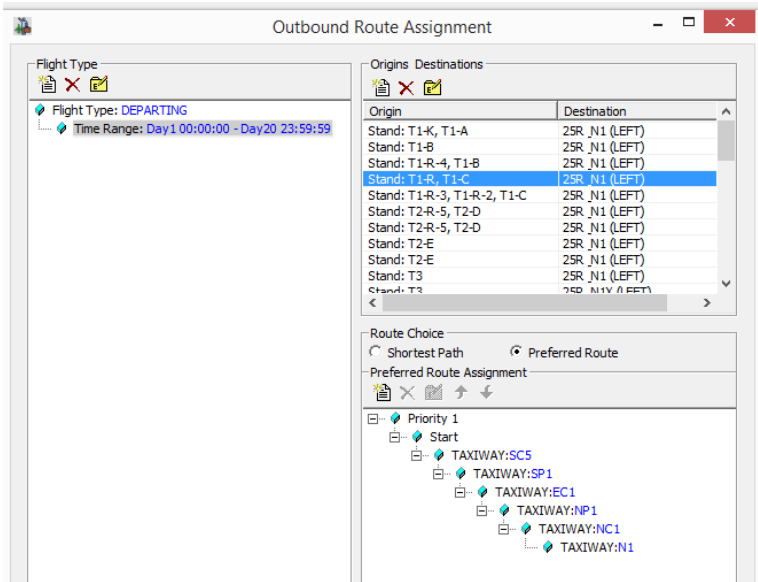 Outbound Route Assignment
Flight Type
Flight Type: DEPARTING
Time Range: Day1 00:00:00 - Day20 23:59:59
Origins Destinations
Origin Destination
Stand: T1-K, T1-A 25R_N1 (LEFT)
Stand: T1-B 25R_N1 (LEFT)
Stand: T1-R-4, T1-B 25R_N1 (LEFT)
Stand: T1-R, T1-C 25R_N1 (LEFT)
Stand: T1-R-3, T1-R-2, T1-C 25R_N1 (LEFT)
Stand: T2-R-5, T2-D 25R_N1 (LEFT)
Stand: T2-R-5, T2-D 25R_N1 (LEFT)
Stand: T2-E 25R_N1 (LEFT)
Stand: T2-E 25R_N1 (LEFT)
Stand: T3 25R_N1 (LEFT)
Stand: T3 25R_N1X (LEFT)
Route Choice
Shortest Path Preferred Route
Preferred Route Assignment
Priority 1
Start
TAXIWAY:SC5
TAXIWAY:SP1
TAXIWAY:EC1
TAXIWAY:NP1
TAXIWAY:NC1
TAXIWAY:N1